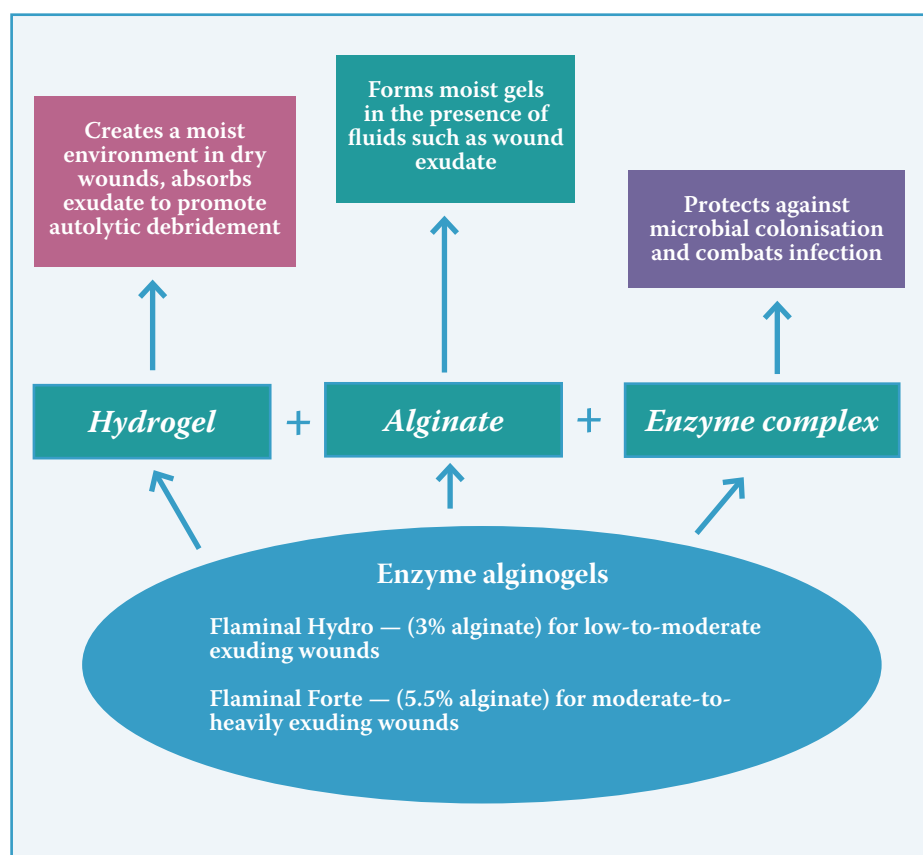 Creates a moist
environment in dry
wounds, absorbs
exudate to promote
autolytic debridement
Forms moist gels
in the presence of
fluids such as wound
exudate
Protects against
microbial colonisation
and combats infection
Hydrogel + Alginate + Enzyme complex
Enzyme alginogels
Flaminal Hydro — (3% alginate) for low-to-moderate
exuding wounds
Flaminal Forte — (5.5% alginate) for moderate-to-
heavily exuding wounds